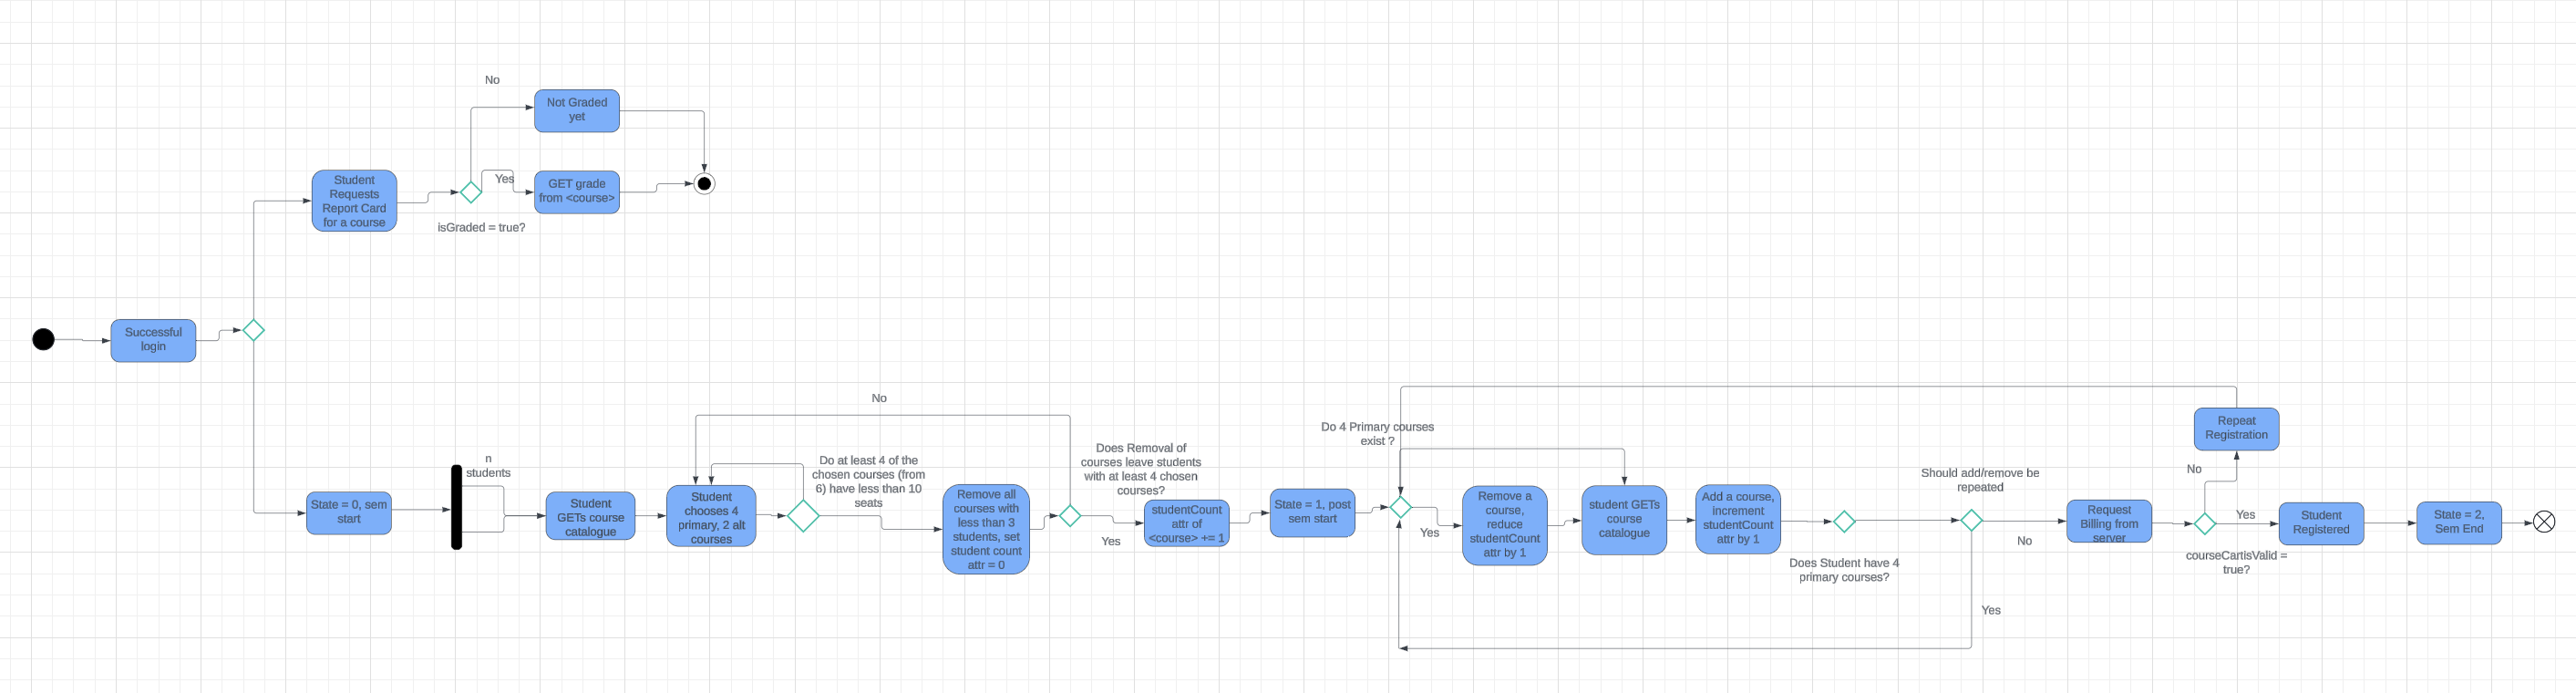 No
Not Graded
yet
Student
Requests
Report Card
for a course
Yes
GET grade
from <course>
isGraded = true?
Successful
login
No
n
students
State = 0, sem
start
Student
GETs course
catalogue
Student
chooses 4
primary, 2 alt
courses
Do at least 4 of the
chosen courses (from
6) have less than 10
seats
Remove all
courses with
less than 3
students, set
student count
attr = 0
Does Removal of
courses leave students
with at least 4 chosen
courses?
Yes
studentCount
attr of
<course> += 1
State = 1, post
sem start
Do 4 Primary courses
exist ?
Yes
Remove a
course,
reduce
studentCount
attr by 1
student GETs
course
catalogue
Add a course,
increment
studentCount
attr by 1
Does Student have 4
primary courses?
Should add/remove be
repeated
No
Yes
Request
Billing from
server
Repeat
Registration
No
Yes
courseCartisValid =
true?
Student
Registered
State = 2,
Sem End